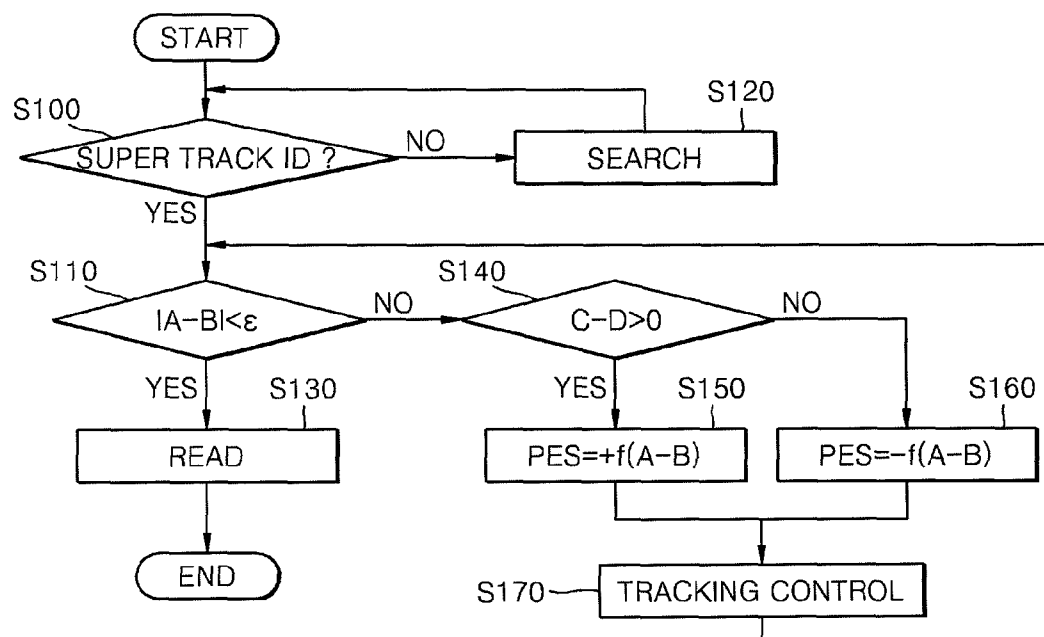 START
S100
SUPER TRACK ID ?
NO
S120
SEARCH
YES
S110
|A-B|<ε
NO
S140
C-D>0
NO
YES
S130
READ
YES
S150
PES=+f(A-B)
S160
PES=-f(A-B)
END
S170
TRACKING CONTROL